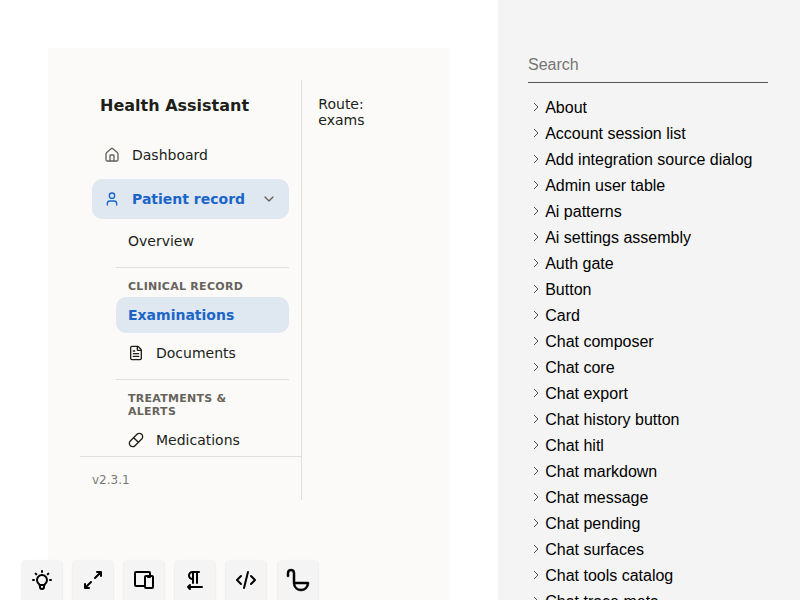 Health Assistant
Dashboard
Patient record
Overview
CLINICAL RECORD
Examinations
Documents
TREATMENTS &
ALERTS
Medications
v2.3.1
Route:
exams
Search
About
Account session list
Add integration source dialog
Admin user table
Ai patterns
Ai settings assembly
Auth gate
Button
Card
Chat composer
Chat core
Chat export
Chat history button
Chat hitl
Chat markdown
Chat message
Chat pending
Chat surfaces
Chat tools catalog